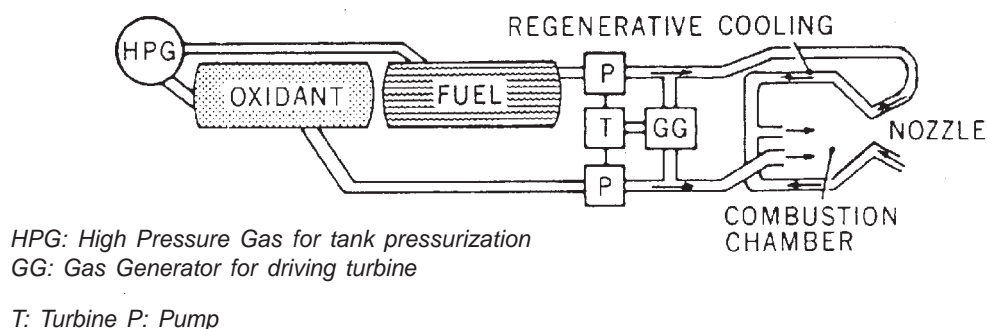 REGENERATIVE COOLING
HPG
OXIDANT
FUEL
P
T
GG
P
NOZZLE
COMBUSTION
CHAMBER
HPG: High Pressure Gas for tank pressurization
GG: Gas Generator for driving turbine
T: Turbine P: Pump